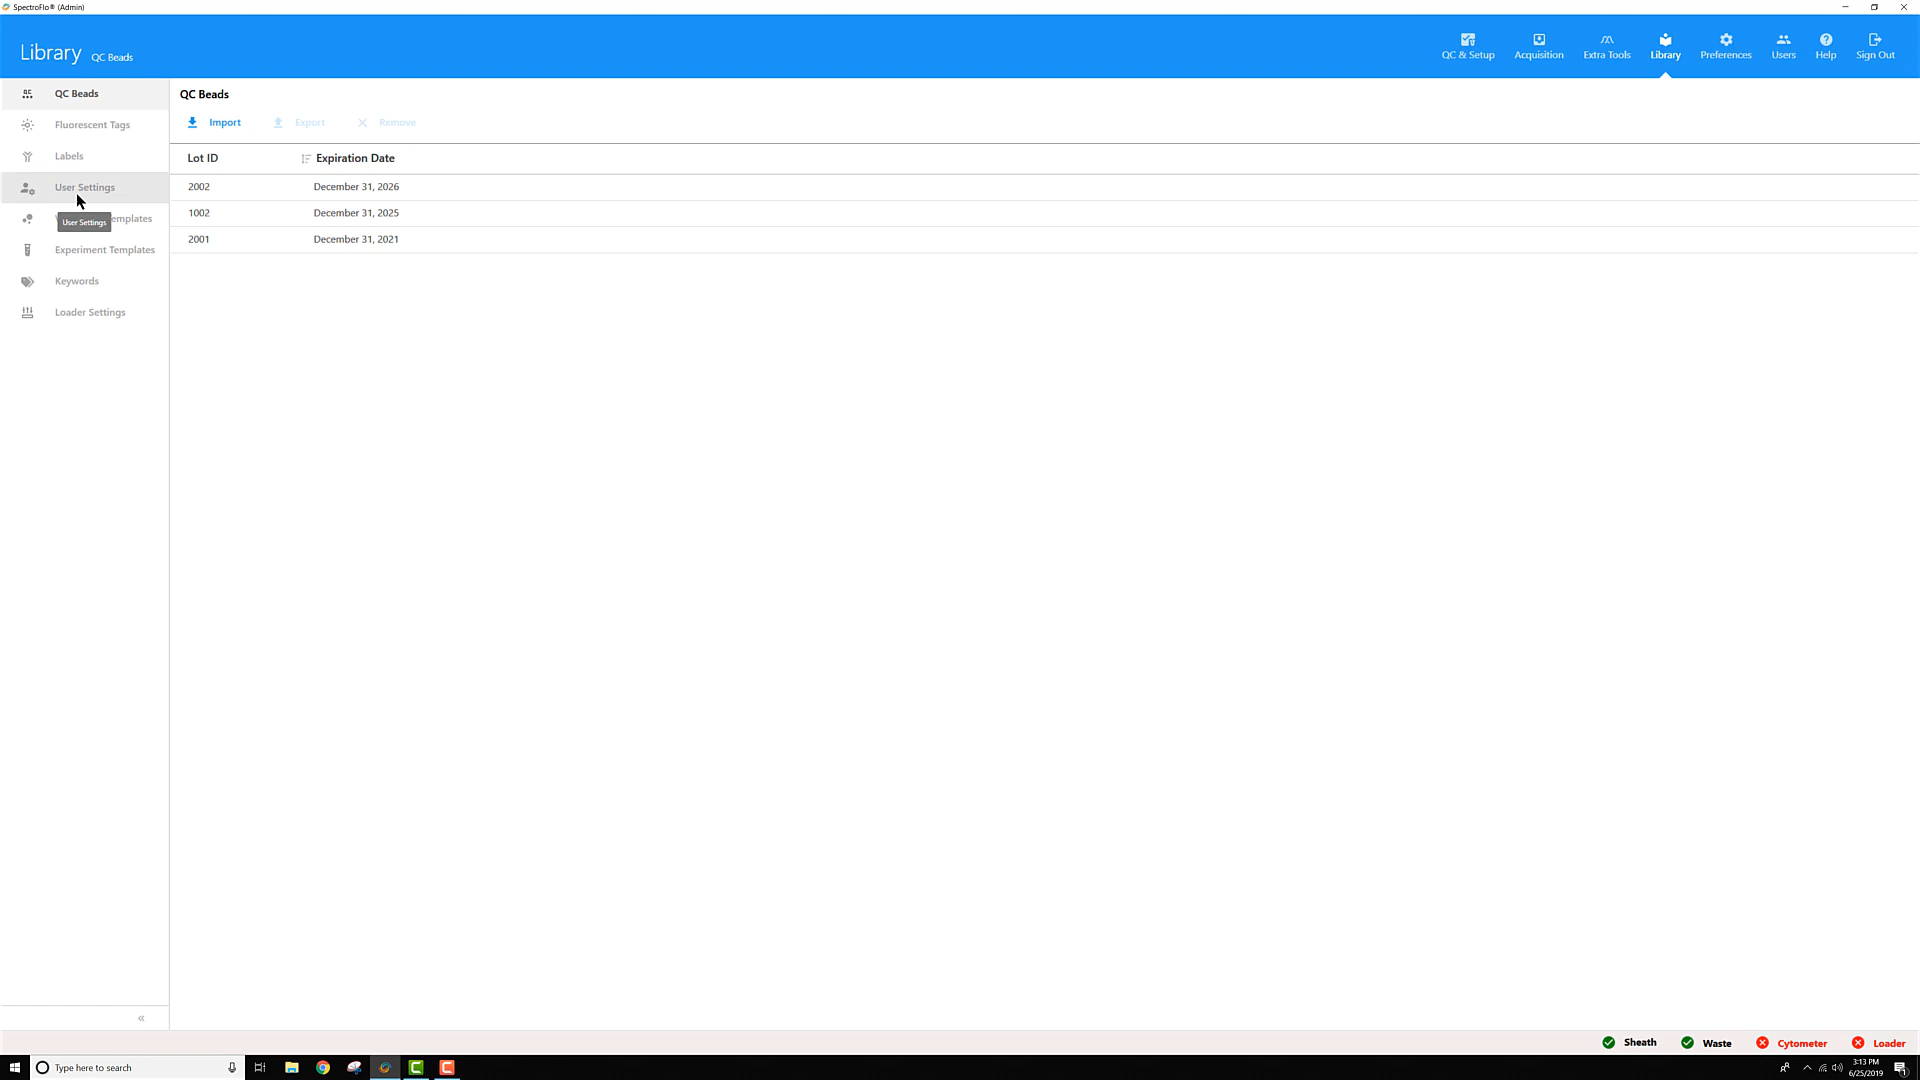 SpectroFlo® (Admin)
Library QC Beads
QC & Setup
Acquisition
Extra Tools
Library
Preferences
Users
Help
Sign Out
QC Beads
Fluorescent Tags
Labels
User Settings
User Settings
emplates
Experiment Templates
Keywords
Loader Settings
QC Beads
Import Export Remove
Lot ID Expiration Date
2002 December 31, 2026
1002 December 31, 2025
2001 December 31, 2021
Sheath Waste Cytometer Loader
Type here to search
3:13 PM
6/25/2019